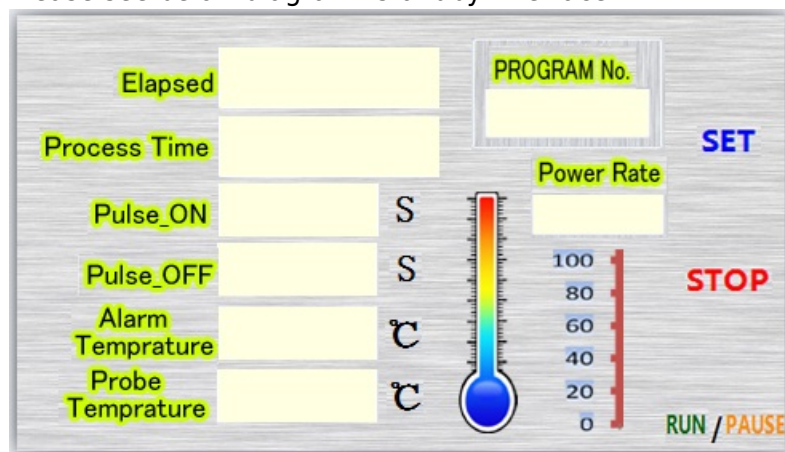 Elapsed
PROGRAM No.
Process Time
SET
Power Rate
Pulse_ON S
Pulse_OFF S
100
80
60
40
20
0
STOP
Alarm
Temprature ℃
Probe
Temprature ℃
RUN / PAUSE